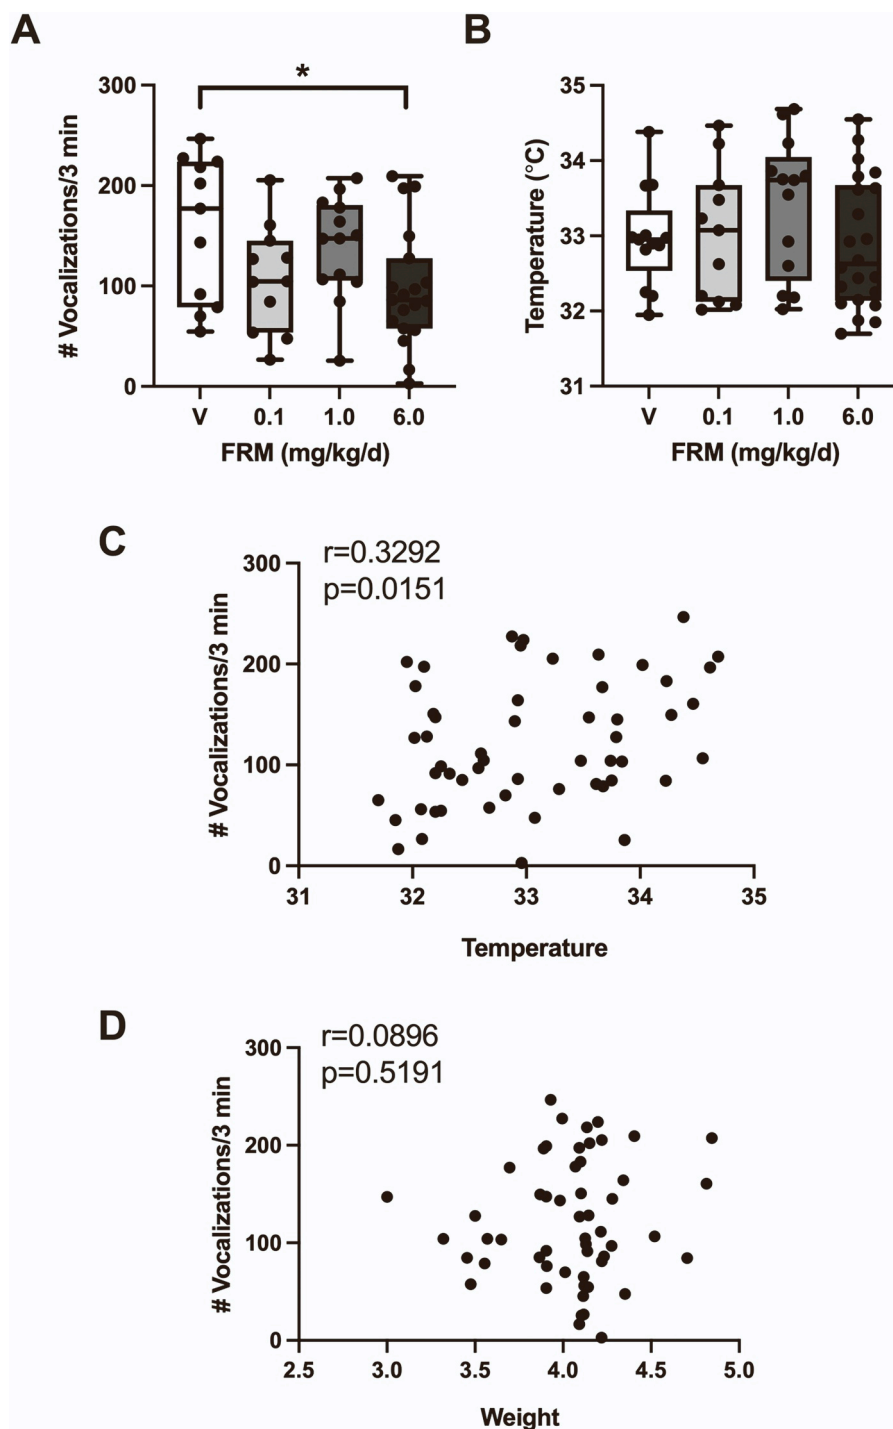 A
B
*
# Vocalizations/3 min
300
200
100
0
V
0.1
1.0
6.0
FRM (mg/kg/d)
Temperature (°C)
35
34
33
32
31
V
0.1
1.0
6.0
FRM (mg/kg/d)
C
r=0.3292
p=0.0151
# Vocalizations/3 min
300
200
100
0
31
32
33
34
35
Temperature
D
r=0.0896
p=0.5191
# Vocalizations/3 min
300
200
100
0
2.5
3.0
3.5
4.0
4.5
5.0
Weight